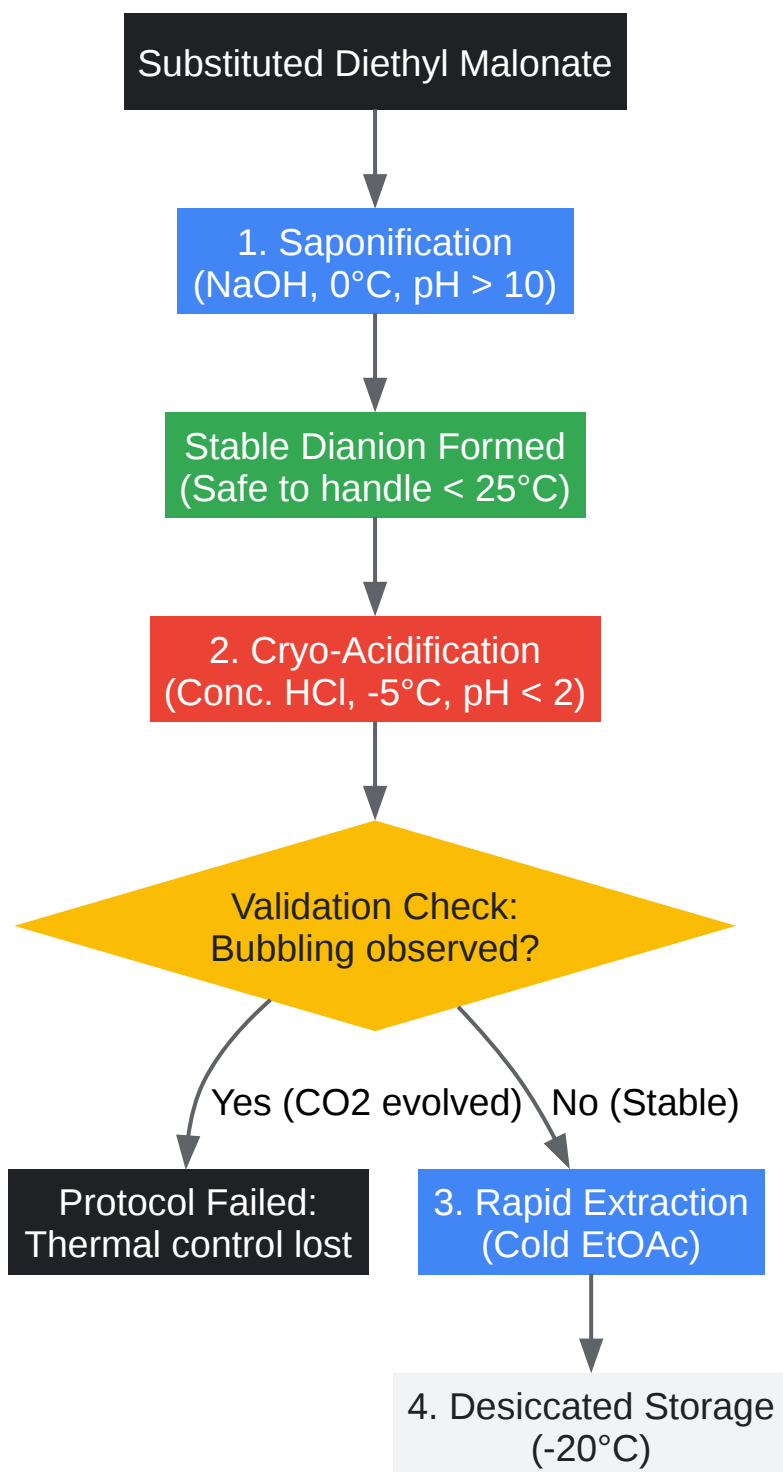 Substituted Diethyl Malonate
1. Saponification
(NaOH, 0°C, pH > 10)
Stable Dianion Formed
(Safe to handle < 25°C)
2. Cryo-Acidification
(Conc. HCl, -5°C, pH < 2)
Validation Check:
Bubbling observed?
Yes (CO2 evolved)
No (Stable)
Protocol Failed:
Thermal control lost
3. Rapid Extraction
(Cold EtOAc)
4. Desiccated Storage
(-20°C)